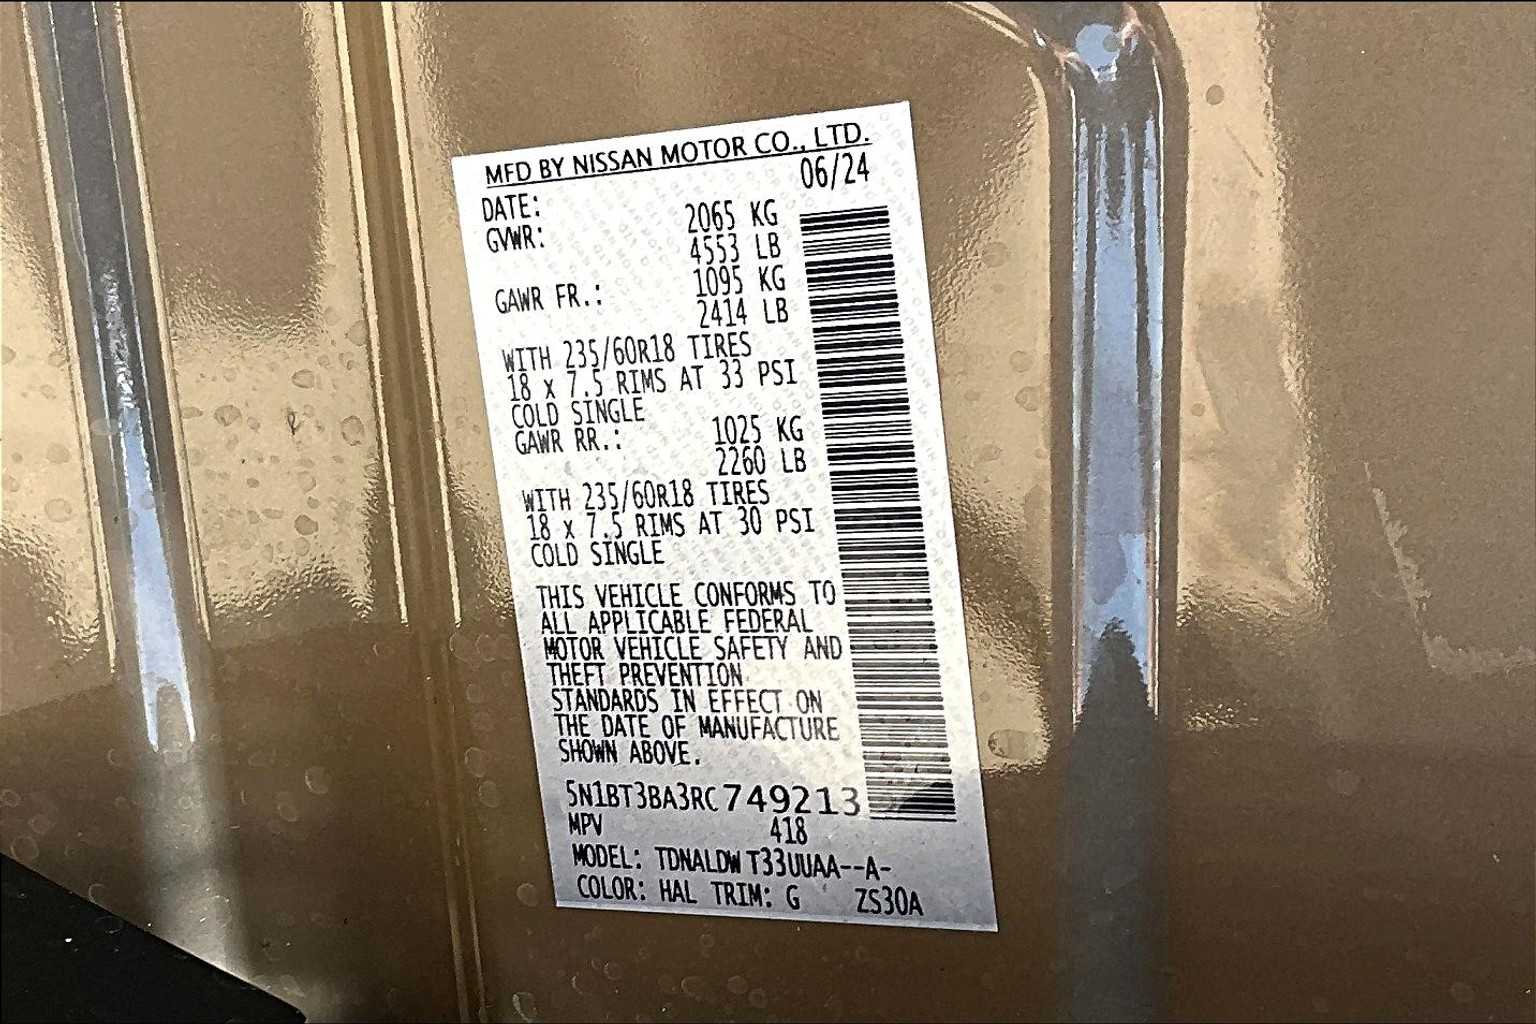 MFD BY NISSAN MOTOR CO., LTD.
DATE: 06/24
GVWR: 2065 KG
4553 LB
GAWR FR.: 1095 KG
2414 LB
WITH 235/60R18 TIRES
18 x 7.5 RIMS AT 33 PSI
COLD SINGLE
GAWR RR.: 1025 KG
2260 LB
WITH 235/60R18 TIRES
18 x 7.5 RIMS AT 30 PSI
COLD SINGLE
THIS VEHICLE CONFORMS TO
ALL APPLICABLE FEDERAL
MOTOR VEHICLE SAFETY AND
THEFT PREVENTION
STANDARDS IN EFFECT ON
THE DATE OF MANUFACTURE
SHOWN ABOVE.
5N1BT3BA3RC749213
MPV 418
MODEL: TDNALDW T33UUAA--A-
COLOR: HAL TRIM: G ZS30A